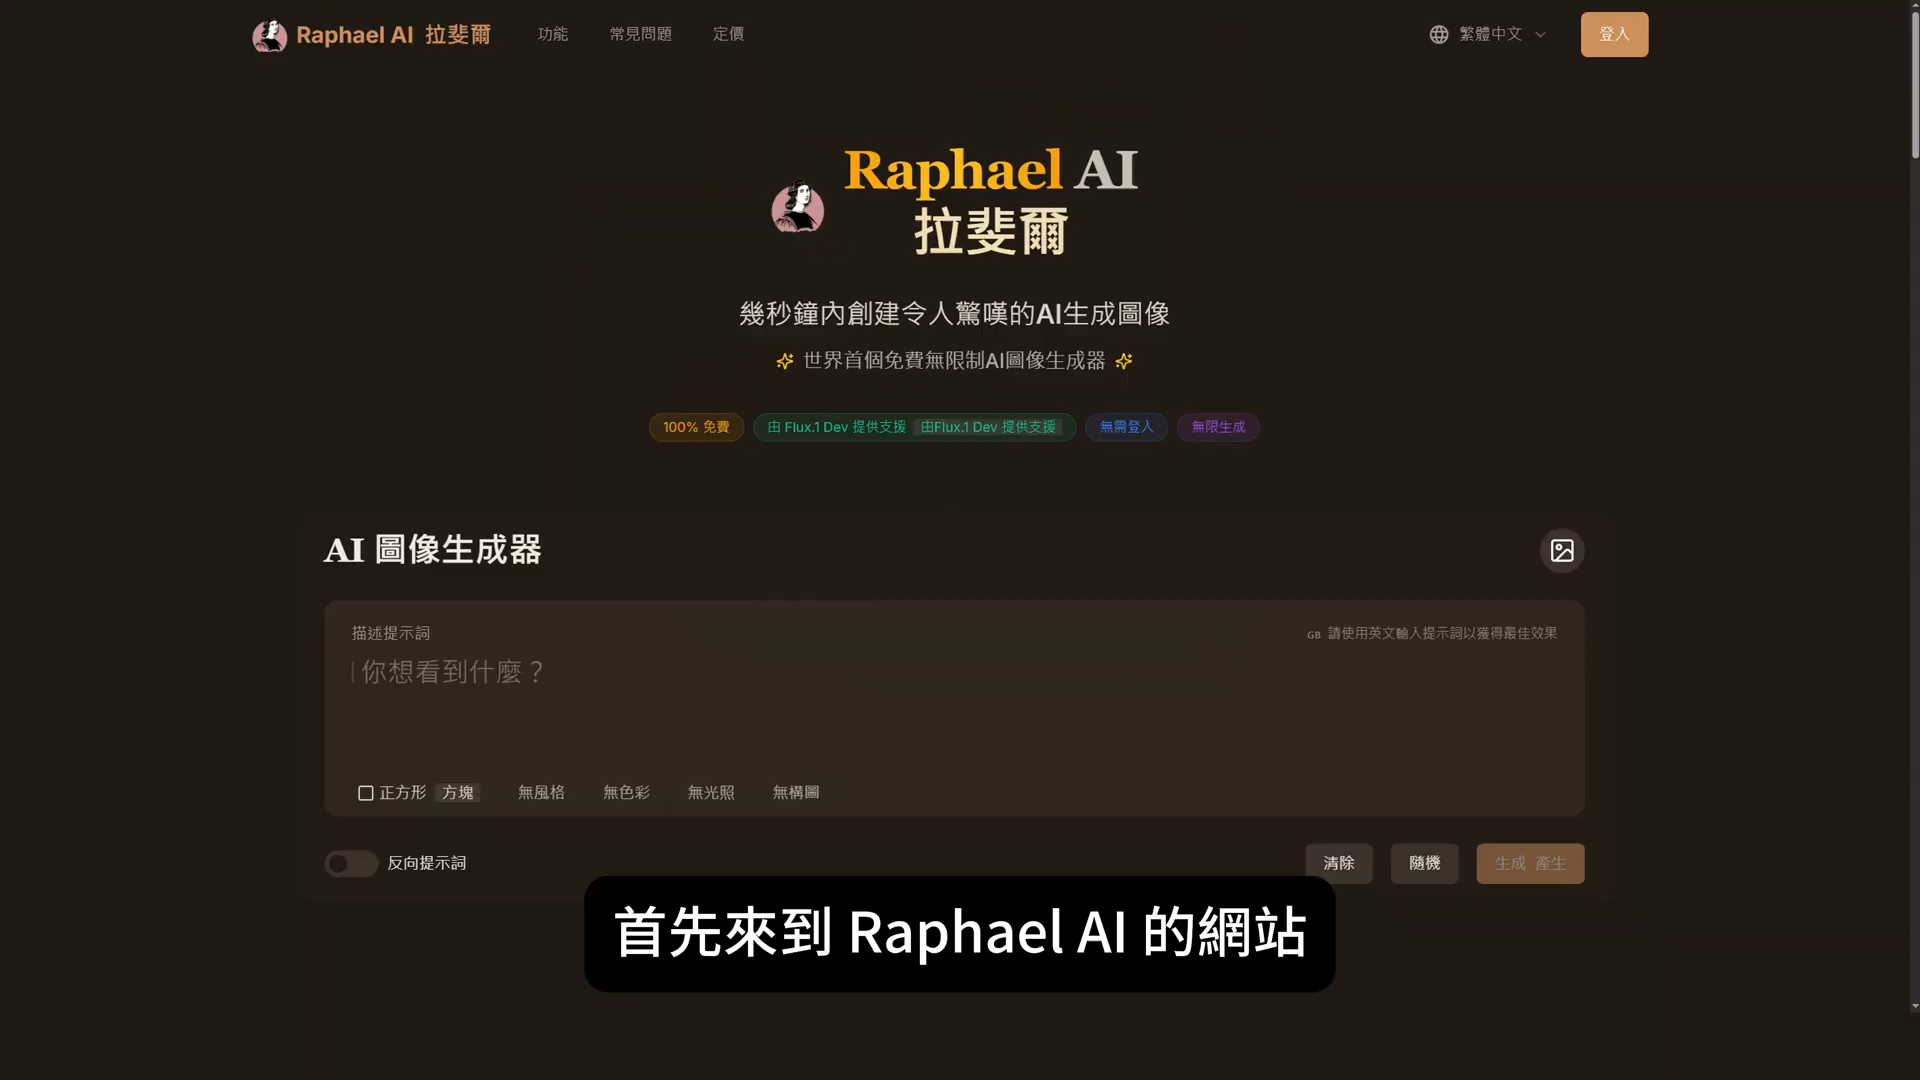 Raphael AI 拉斐爾
功能
常見問題
定價
繁體中文
登入
Raphael AI
拉斐爾
幾秒鐘內創建令人驚嘆的AI生成圖像
世界首個免費無限制AI圖像生成器
100% 免費
由 Flux.1 Dev 提供支援 由Flux.1 Dev 提供支援
無需登入
無限生成
AI 圖像生成器
描述提示詞
GB 請使用英文輸入提示詞以獲得最佳效果
你想看到什麼？
正方形 方塊
無風格
無色彩
無光照
無構圖
反向提示詞
清除
隨機
生成 產生
首先來到 Raphael AI 的網站